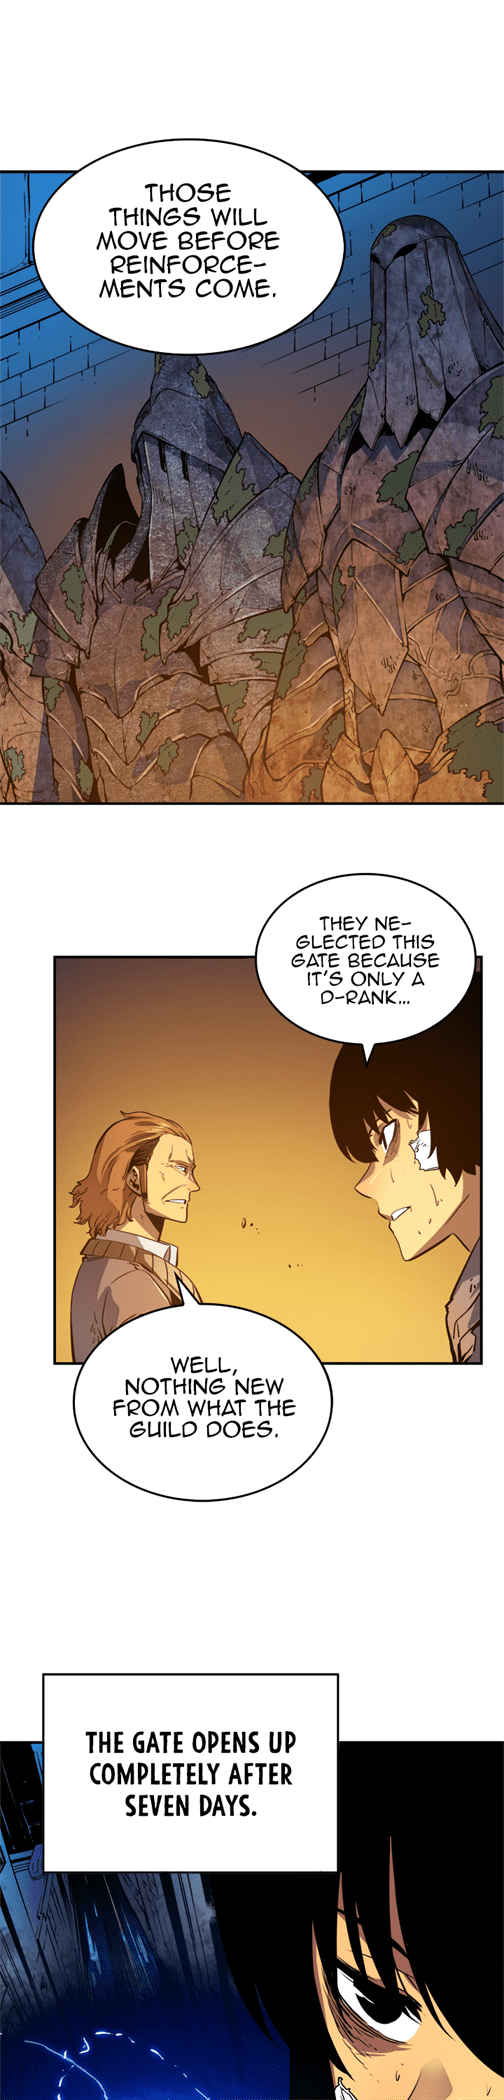 THOSE
THINGS WILL
MOVE BEFORE
REINFORCE-
MENTS COME.
THEY NE-
GLECTED THIS
GATE BECAUSE
IT'S ONLY A
D-RANK...
WELL,
NOTHING NEW
FROM WHAT THE
GUILD DOES.
THE GATE OPENS UP
COMPLETELY AFTER
SEVEN DAYS.